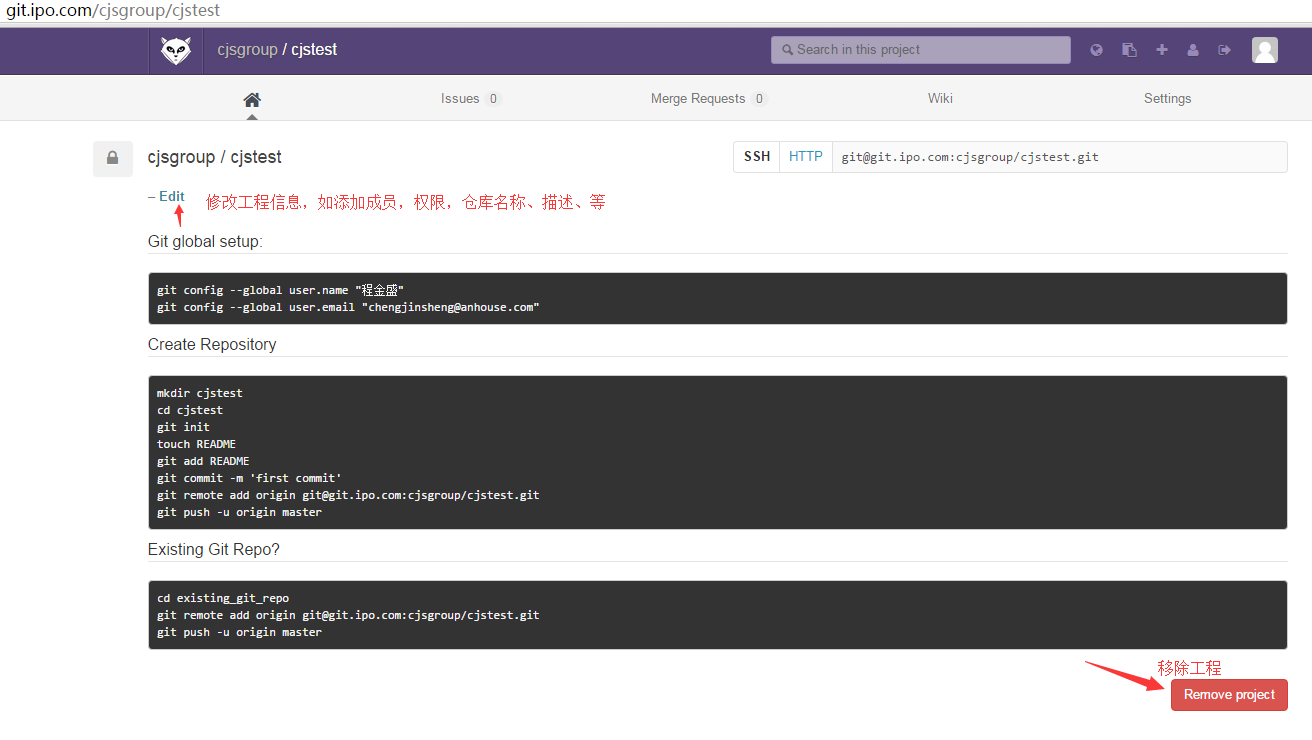 git.ipo.com/cjsgroup/cjstest
cjsgroup / cjstest
Search in this project
Issues 0
Merge Requests 0
Wiki
Settings
cjsgroup / cjstest
SSH HTTP git@git.ipo.com:cjsgroup/cjstest.git
– Edit 修改工程信息，如添加成员，权限，仓库名称、描述、等
Git global setup:
git config --global user.name "程金盛"
git config --global user.email "chengjinsheng@anhouse.com"
Create Repository
mkdir cjstest
cd cjstest
git init
touch README
git add README
git commit -m 'first commit'
git remote add origin git@git.ipo.com:cjsgroup/cjstest.git
git push -u origin master
Existing Git Repo?
cd existing_git_repo
git remote add origin git@git.ipo.com:cjsgroup/cjstest.git
git push -u origin master
移除工程
Remove project